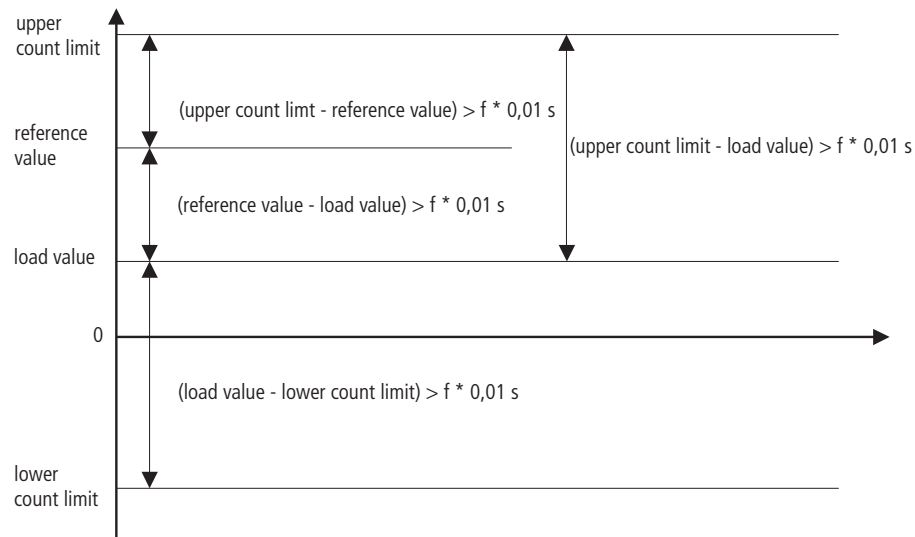 upper
count limit
(upper count limt - reference value) > f * 0,01 s
reference
value
(upper count limit - load value) > f * 0,01 s
(reference value - load value) > f * 0,01 s
load value
0
(load value - lower count limit) > f * 0,01 s
lower
count limit